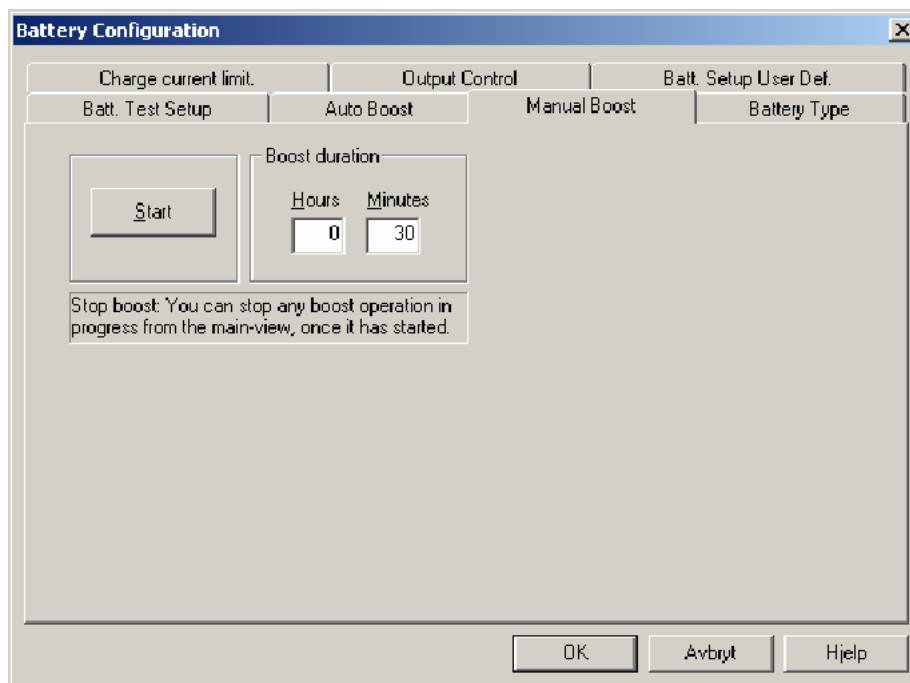 Battery Configuration
Charge current limit.
Output Control
Batt. Setup User Def.
Batt. Test Setup
Auto Boost
Manual Boost
Battery Type
Start
Boost duration
Hours Minutes
0 30
Stop boost: You can stop any boost operation in
progress from the main-view, once it has started.
OK
Avbryt
Hjelp